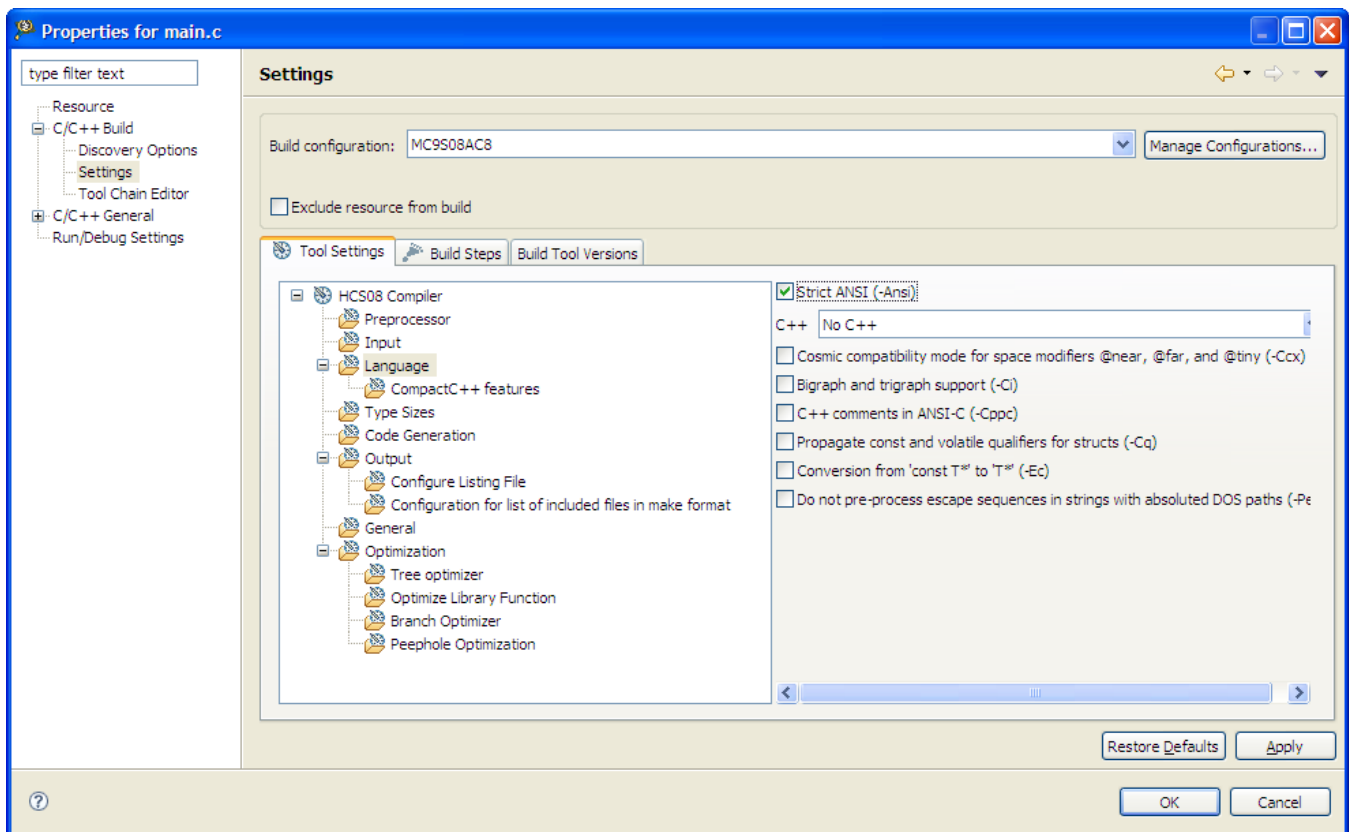 Properties for main.c
type filter text
Resource
C/C++ Build
Discovery Options
Settings
Tool Chain Editor
C/C++ General
Run/Debug Settings
Settings
Build configuration: MC9S08AC8
Manage Configurations...
Exclude resource from build
Tool Settings
Build Steps
Build Tool Versions
HCS08 Compiler
Preprocessor
Input
Language
CompactC++ features
Type Sizes
Code Generation
Output
Configure Listing File
Configuration for list of included files in make format
General
Optimization
Tree optimizer
Optimize Library Function
Branch Optimizer
Peephole Optimization
Strict ANSI (-Ansi)
C++ No C++
Cosmic compatibility mode for space modifiers @near, @far, and @tiny (-Ccx)
Bigraph and trigraph support (-Ci)
C++ comments in ANSI-C (-Cppc)
Propagate const and volatile qualifiers for structs (-Cq)
Conversion from 'const T*' to 'T*' (-Ec)
Do not pre-process escape sequences in strings with absoluted DOS paths (-Pe
Restore Defaults
Apply
?
OK
Cancel